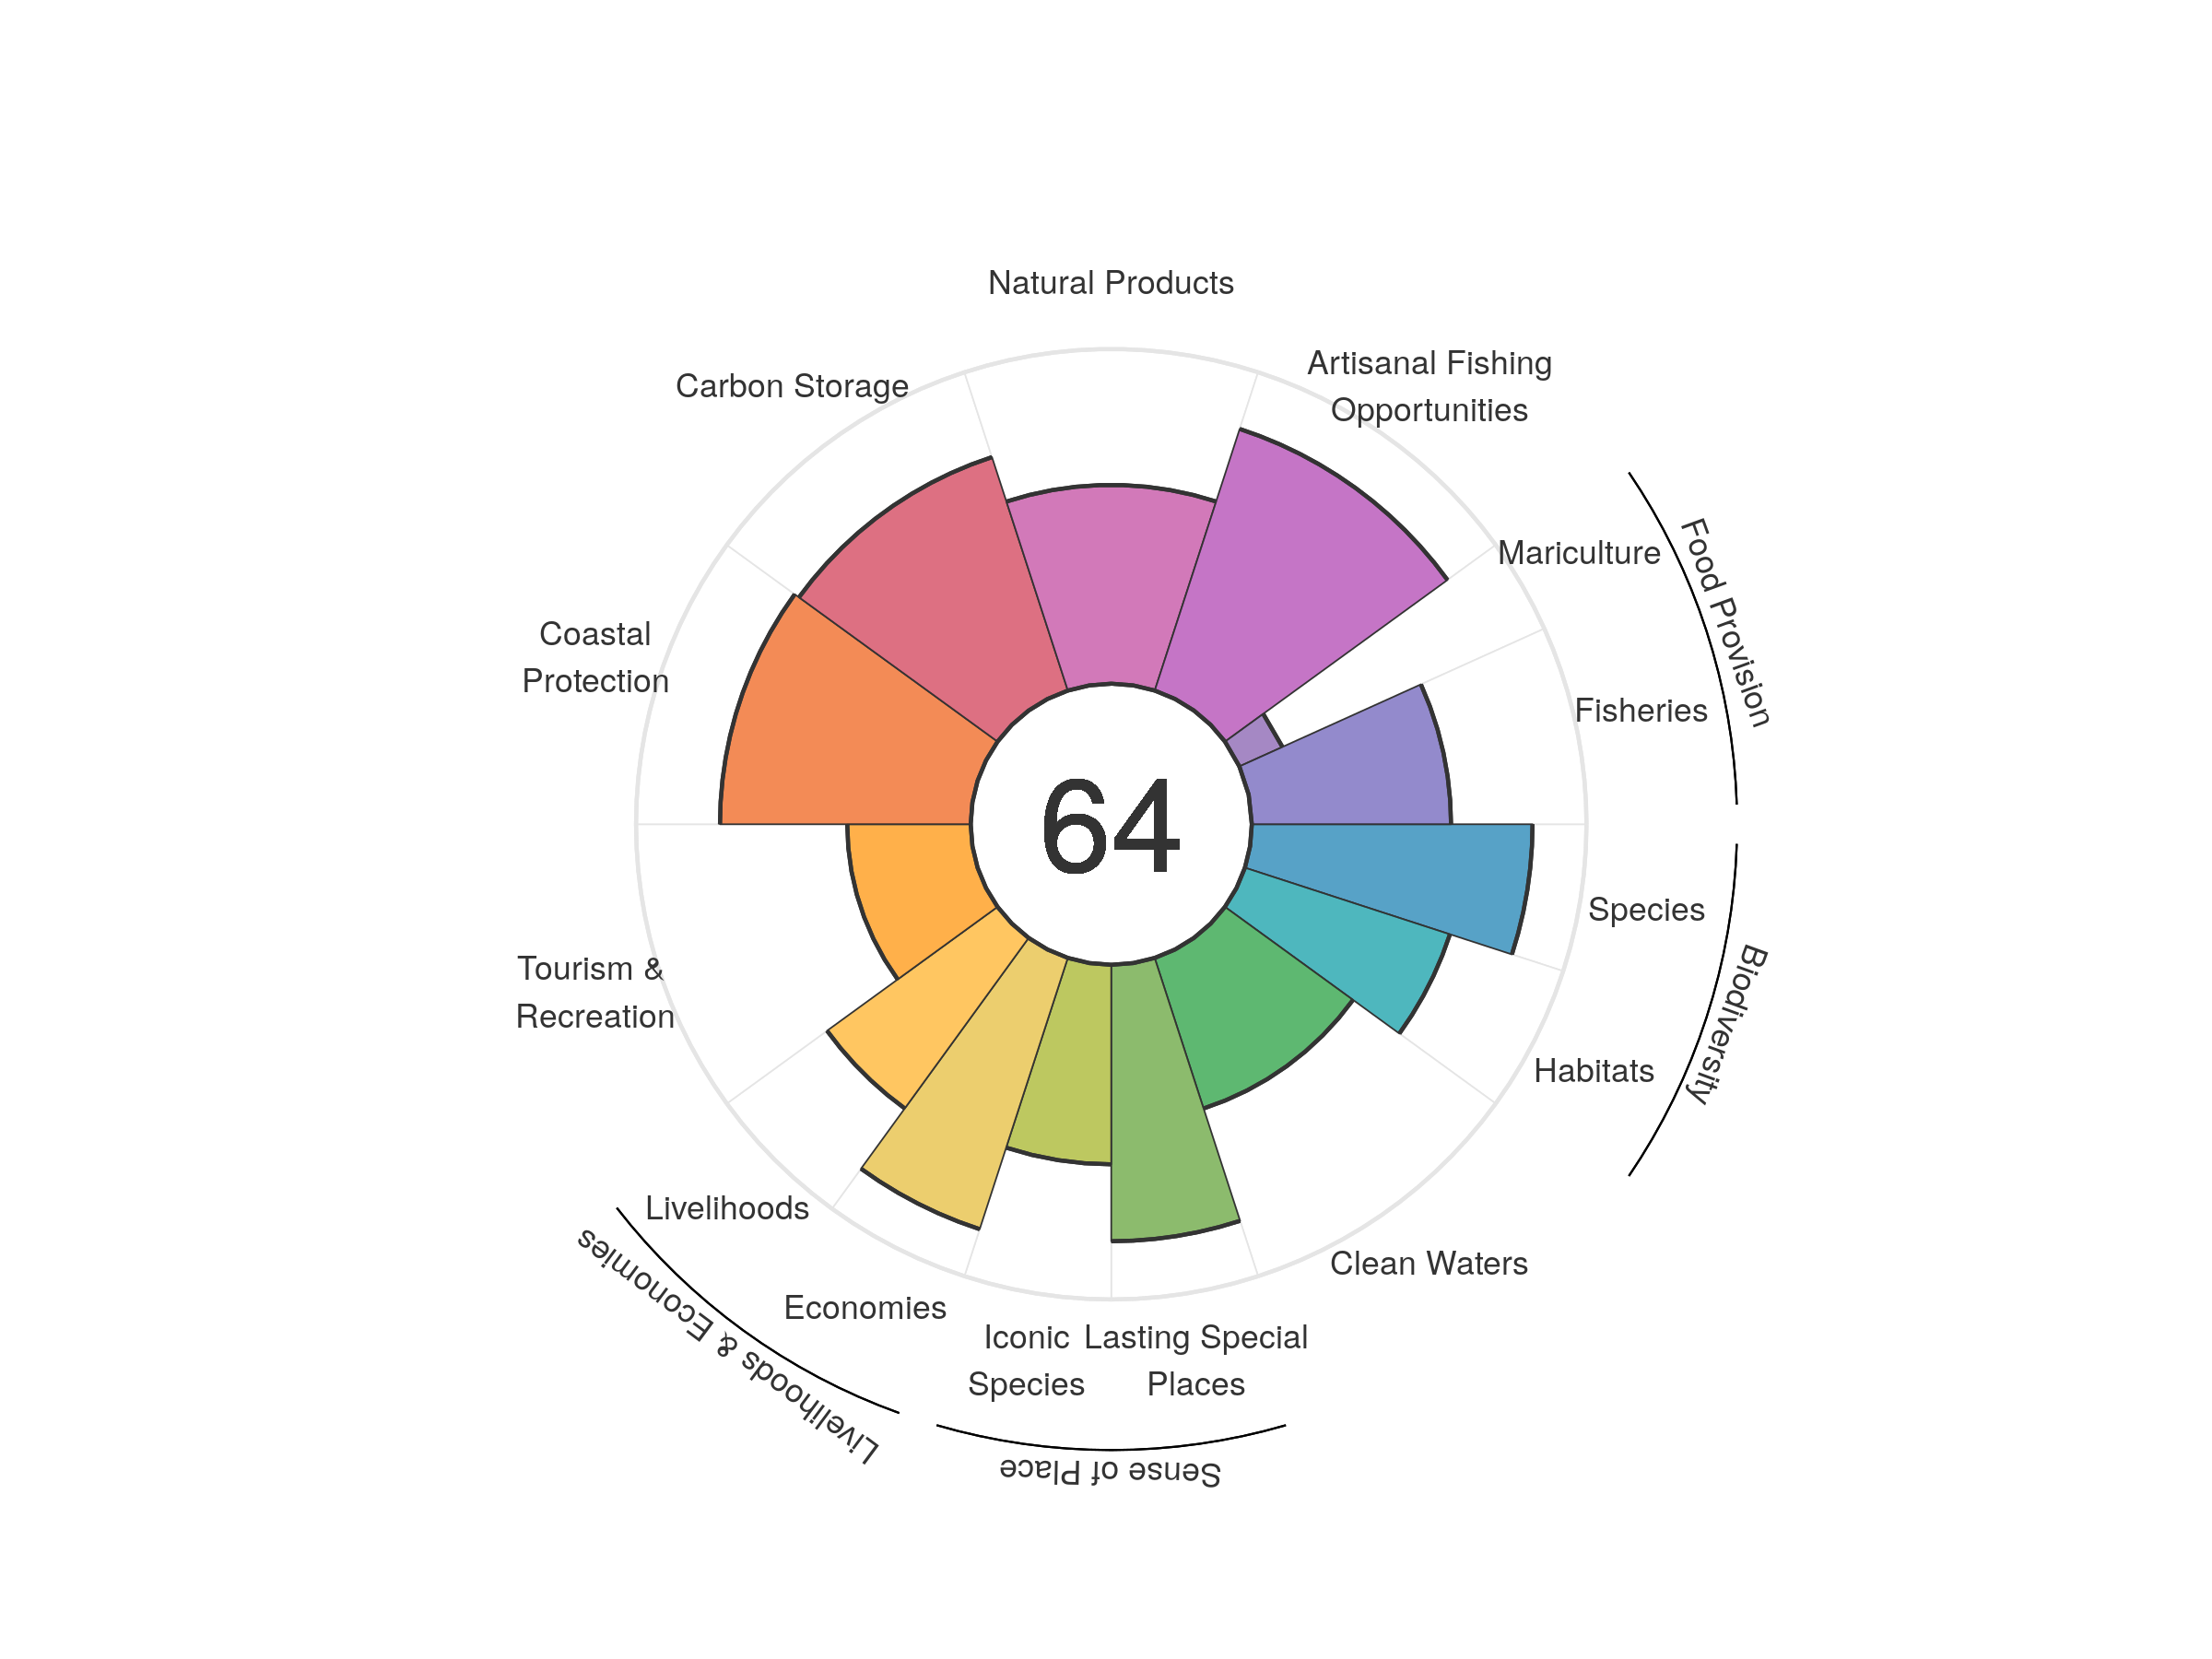 Natural Products
Artisanal Fishing
Opportunities
Carbon Storage
Mariculture
Food Provision
Coastal
Protection
Fisheries
64
Species
Biodiversity
Tourism &
Recreation
Habitats
Livelihoods
Livelihoods & Economies
Clean Waters
Economies
Iconic
Species
Lasting Special
Places
Sense of Place